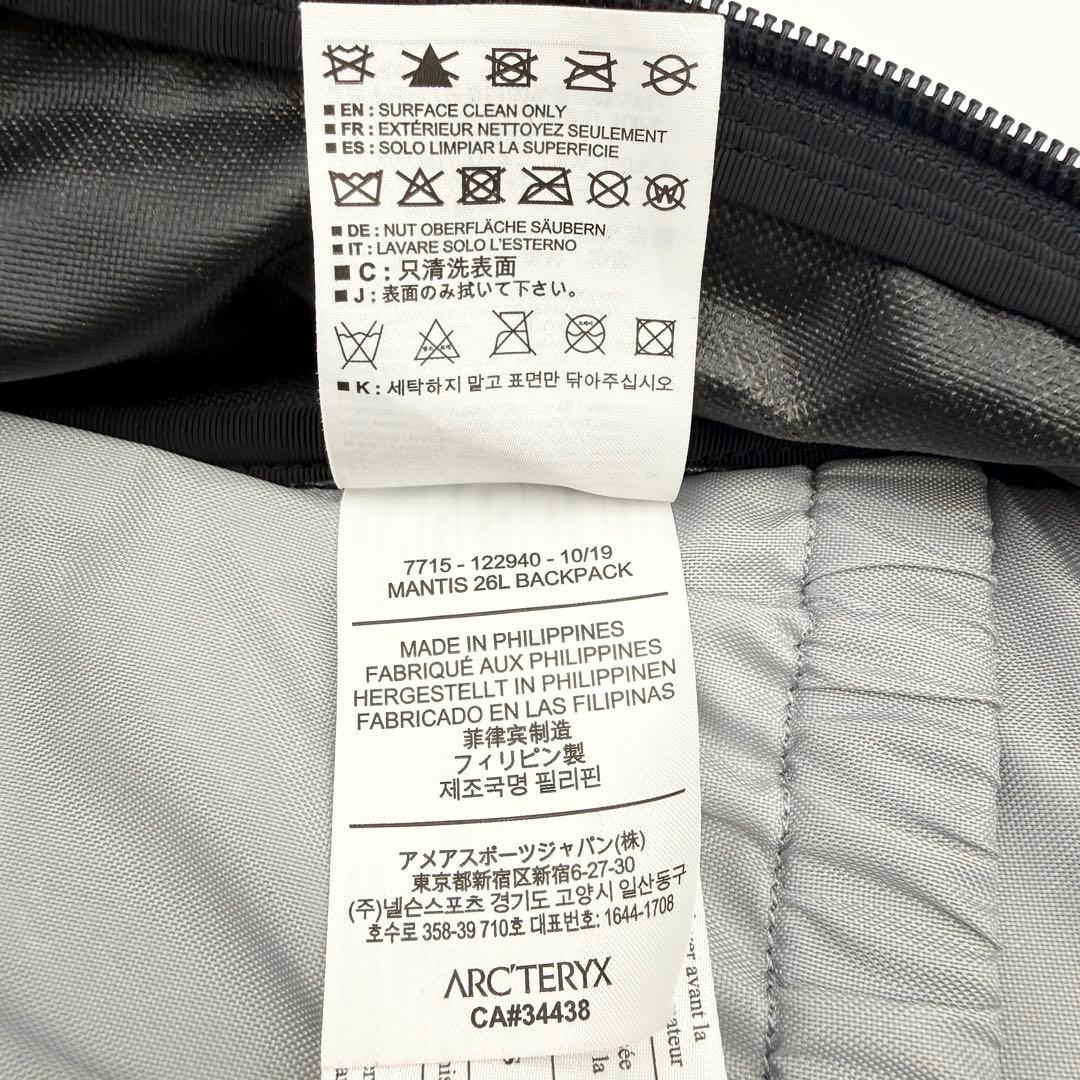 ■ EN : SURFACE CLEAN ONLY
■ FR : EXTÉRIEUR NETTOYEZ SEULEMENT
■ ES : SOLO LIMPIAR LA SUPERFICIE
■ DE : NUT OBERFLÄCHE SÄUBERN
■ IT : LAVARE SOLO L'ESTERNO
■ C : 只清洗表面
■ J : 表面のみ拭いて下さい。
■ K : 세탁하지 말고 표면만 닦아주십시오
7715 - 122940 - 10/19
MANTIS 26L BACKPACK
MADE IN PHILIPPINES
FABRIQUÉ AUX PHILIPPINES
HERGESTELLT IN PHILIPPINEN
FABRICADO EN LAS FILIPINAS
菲律宾制造
フィリピン製
제조국명 필리핀
アメアスポーツジャパン(株)
東京都新宿区新宿6-27-30
(주)넬슨스포츠 경기도 고양시 일산동구
호수로 358-39 710호 대표번호: 1644-1708
ARC'TERYX
CA#34438
avant la